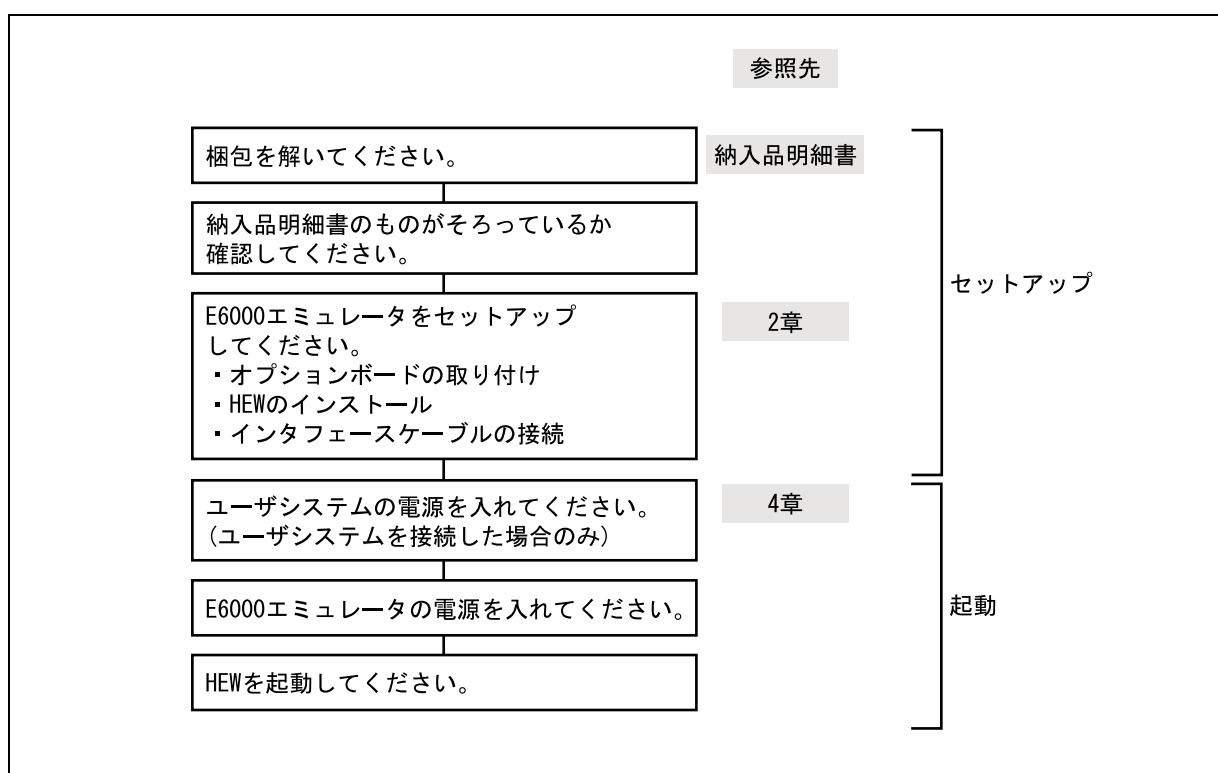 参照先
梱包を解いてください。
納入品明細書
納入品明細書のものがそろっているか
確認してください。
セットアップ
E6000エミュレータをセットアップ
してください。
・オプションボードの取り付け
・HEWのインストール
・インタフェースケーブルの接続
2章
ユーザシステムの電源を入れてください。
(ユーザシステムを接続した場合のみ)
4章
E6000エミュレータの電源を入れてください。
起動
HEWを起動してください。